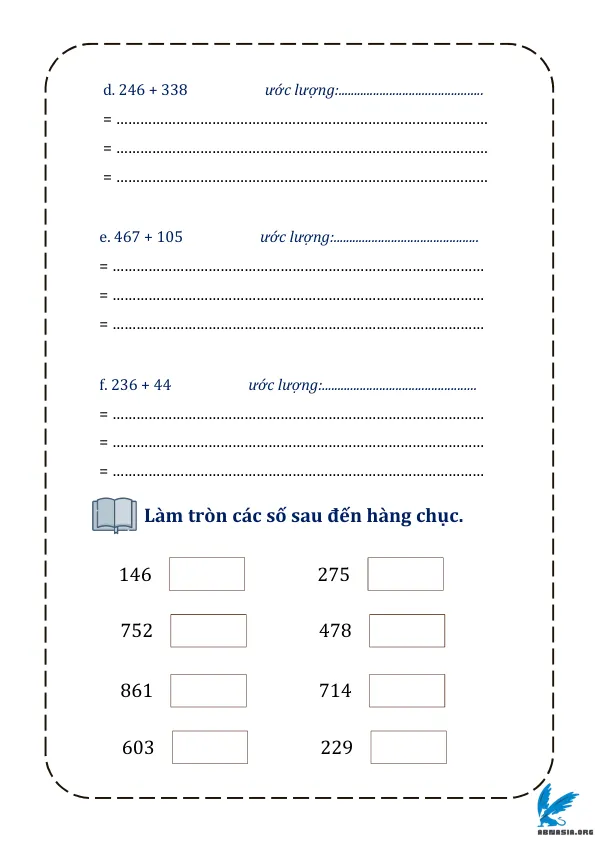 d. 246 + 338 ước lượng:..............................................
= .............................................................................................
= .............................................................................................
= .............................................................................................
e. 467 + 105 ước lượng:..............................................
= .............................................................................................
= .............................................................................................
= .............................................................................................
f. 236 + 44 ước lượng:.................................................
= .............................................................................................
= .............................................................................................
= .............................................................................................
Làm tròn các số sau đến hàng chục.
146 275
752 478
861 714
603 229
ABNASIA.ORG